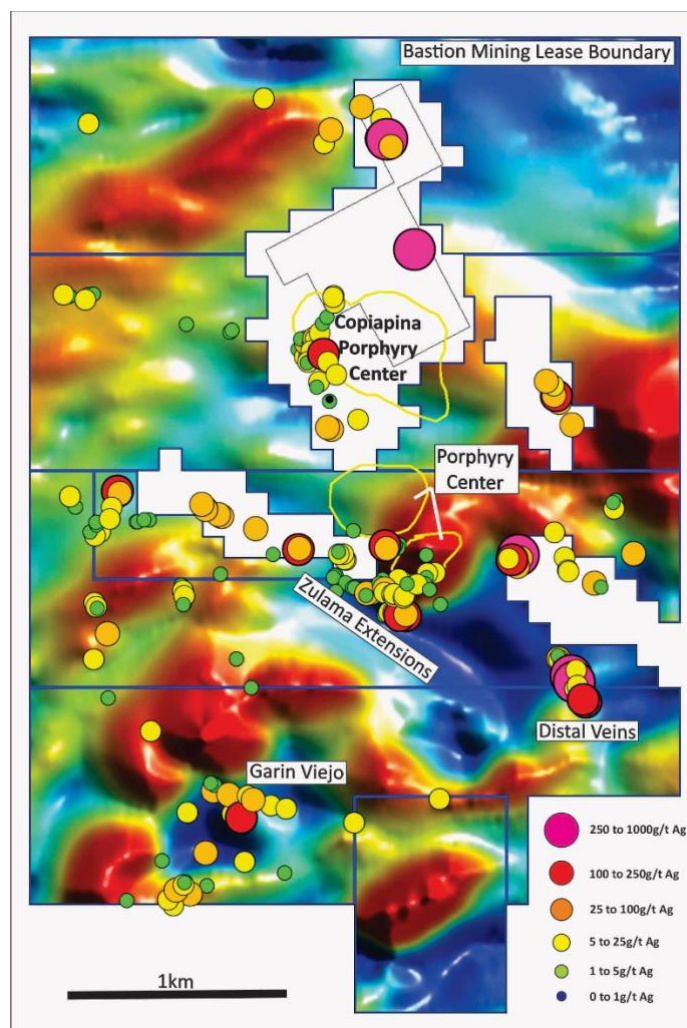 Bastion Mining Lease Boundary
Copiapina
Porphyry
Center
Porphyry
Center
Zulama Extensions
Distal Veins
Garin Viejo
250 to 1000g/t Ag
100 to 250g/t Ag
25 to 100g/t Ag
5 to 25g/t Ag
1 to 5g/t Ag
0 to 1g/t Ag
1km